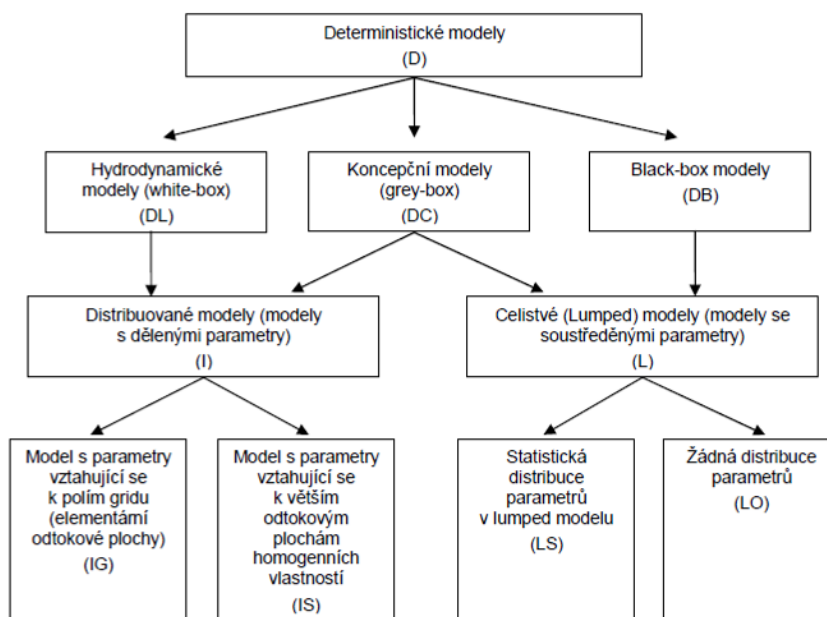 Deterministické modely
(D)
Hydrodynamické
modely (white-box)
(DL)
Koncepční modely
(grey-box)
(DC)
Black-box modely
(DB)
Distribuované modely (modely
s dělenými parametry)
(I)
Celistvé (Lumped) modely (modely se
soustředěnými parametry)
(L)
Model s parametry
vztahující se
k polím gridu
(elementární
odtokové plochy)
(IG)
Model s parametry
vztahující se
k větším
odtokovým
plochám
homogenních
vlastností
(IS)
Statistická
distribuce
parametrů
v lumped modelu
(LS)
Žádná distribuce
parametrů
(LO)